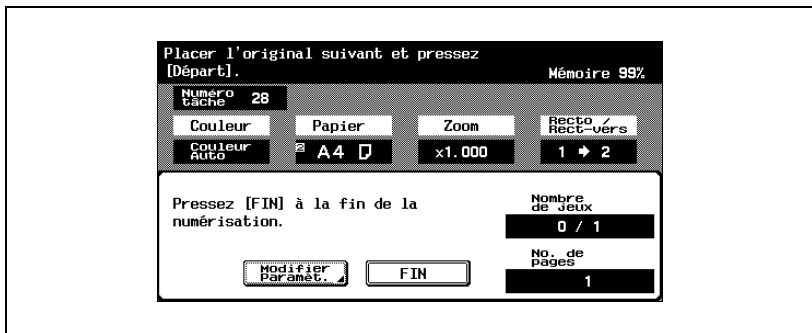 Placer l'original suivant et pressez
[Départ].
Mémoire 99%
Numéro
tâche 28
Couleur Papier Zoom Recto /
Rect-vers
Couleur
Auto
2 A4 x1.000 1 → 2
Pressez [FIN] à la fin de la
numérisation.
Nombre
de jeux
0 / 1
Modifier
Paramèt.
FIN
No. de
pages
1